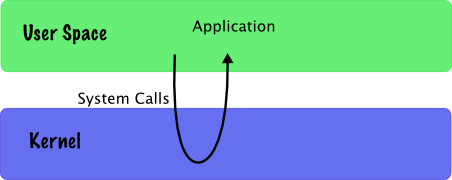 User Space
Application
System Calls
Kernel